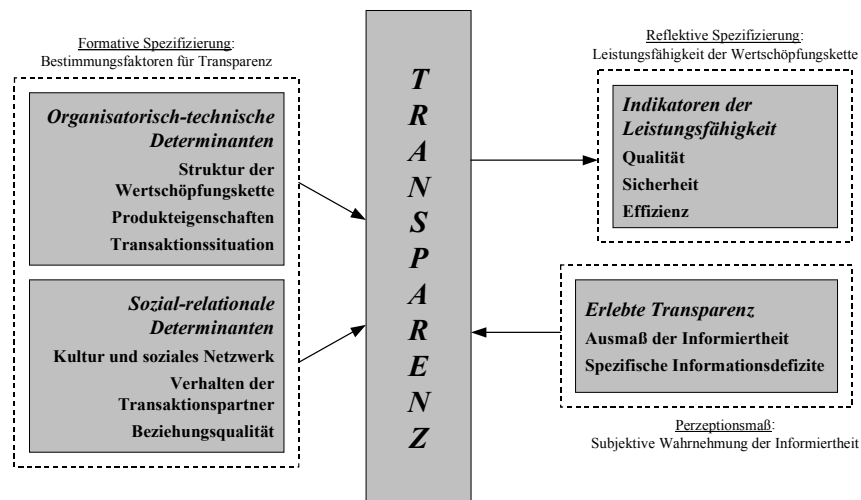 Formative Spezifizierung:
Bestimmungsfaktoren für Transparenz
Organisatorisch-technische
Determinanten
Struktur der
Wertschöpfungskette
Produkteigenschaften
Transaktionssituation
Sozial-relationale
Determinanten
Kultur und soziales Netzwerk
Verhalten der
Transaktionspartner
Beziehungsqualität
T
R
A
N
S
P
A
R
E
N
Z
Reflektive Spezifizierung:
Leistungsfähigkeit der Wertschöpfungskette
Indikatoren der
Leistungsfähigkeit
Qualität
Sicherheit
Effizienz
Erlebte Transparenz
Ausmaß der Informiertheit
Spezifische Informationsdefizite
Perzeptionsmaß:
Subjektive Wahrnehmung der Informiertheit